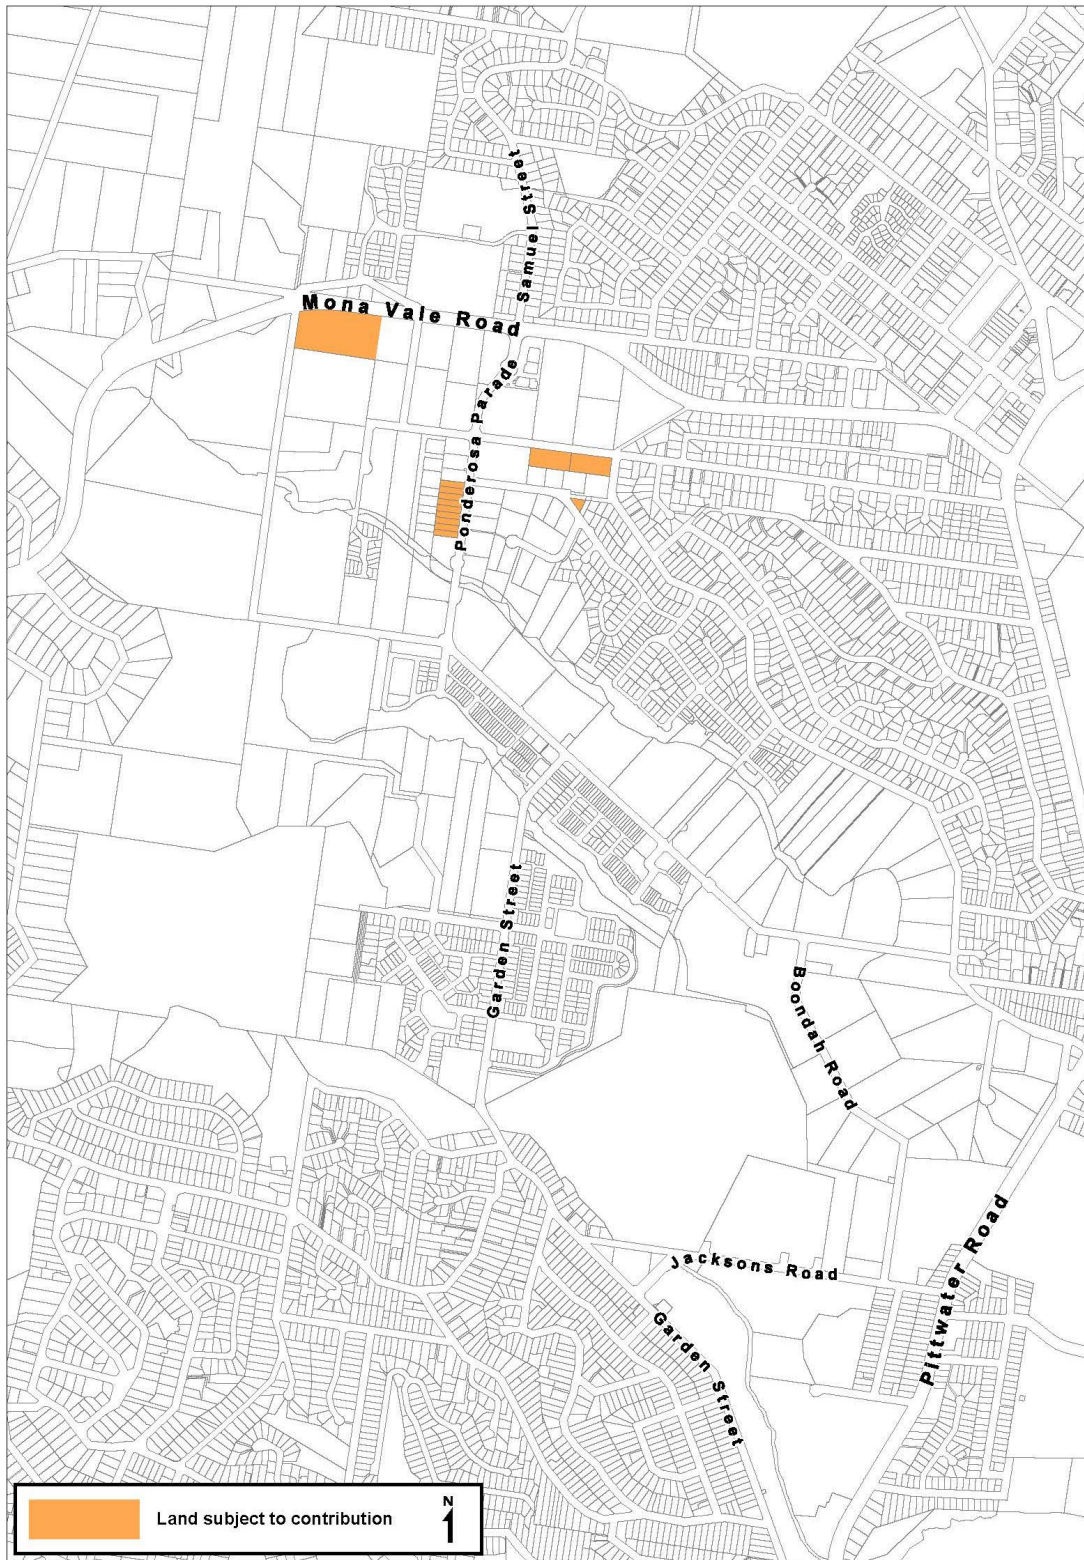 Samuel Street
Mona Vale Road
Ponderosa Parade
Garden Street
Boondah Road
Jacksons Road
Pittwater Road
Garden Street
Land subject to contribution
N